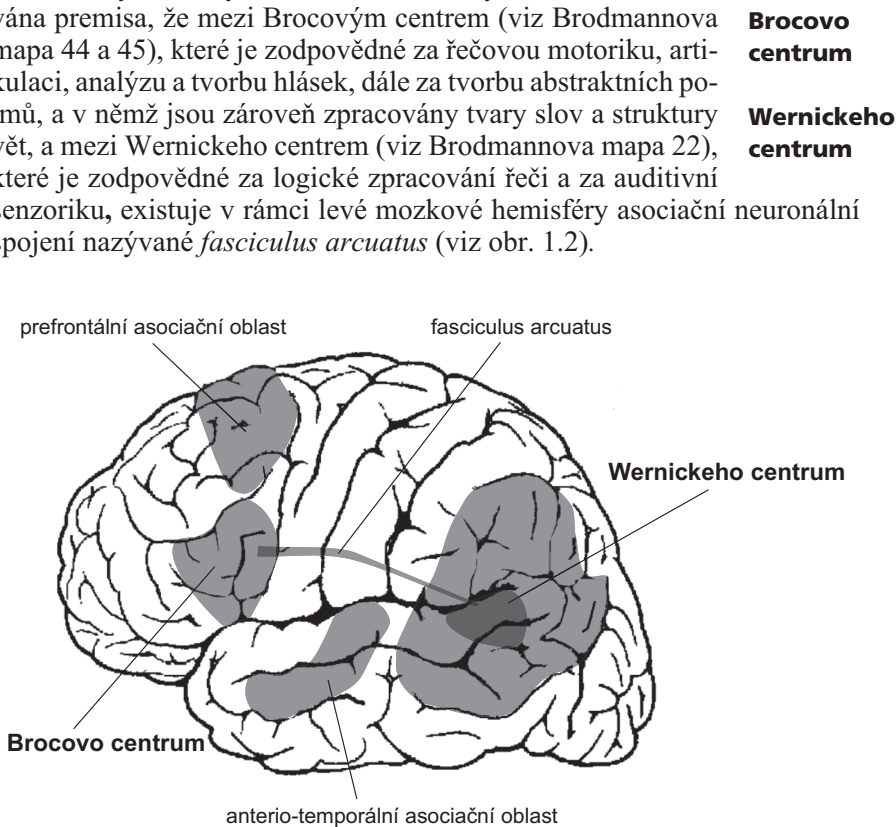 vána premisa, že mezi Brocovým centrem (viz Brodmannova
mapa 44 a 45), které je zodpovědné za řečovou motoriku, arti-
kulaci, analýzu a tvorbu hlásek, dále za tvorbu abstraktních po-
jmů, a v němž jsou zároveň zpracovány tvary slov a struktury
vět, a mezi Wernickeho centrem (viz Brodmannova mapa 22),
které je zodpovědné za logické zpracování řeči a za auditivní
senzoriku, existuje v rámci levé mozkové hemisféry asociační neuronální
spojení nazývané fasciculus arcuatus (viz obr. 1.2).
Brocovo
centrum
Wernickeho
centrum
prefrontální asociační oblast
fasciculus arcuatus
Wernickeho centrum
Brocovo centrum
anterio-temporální asociační oblast